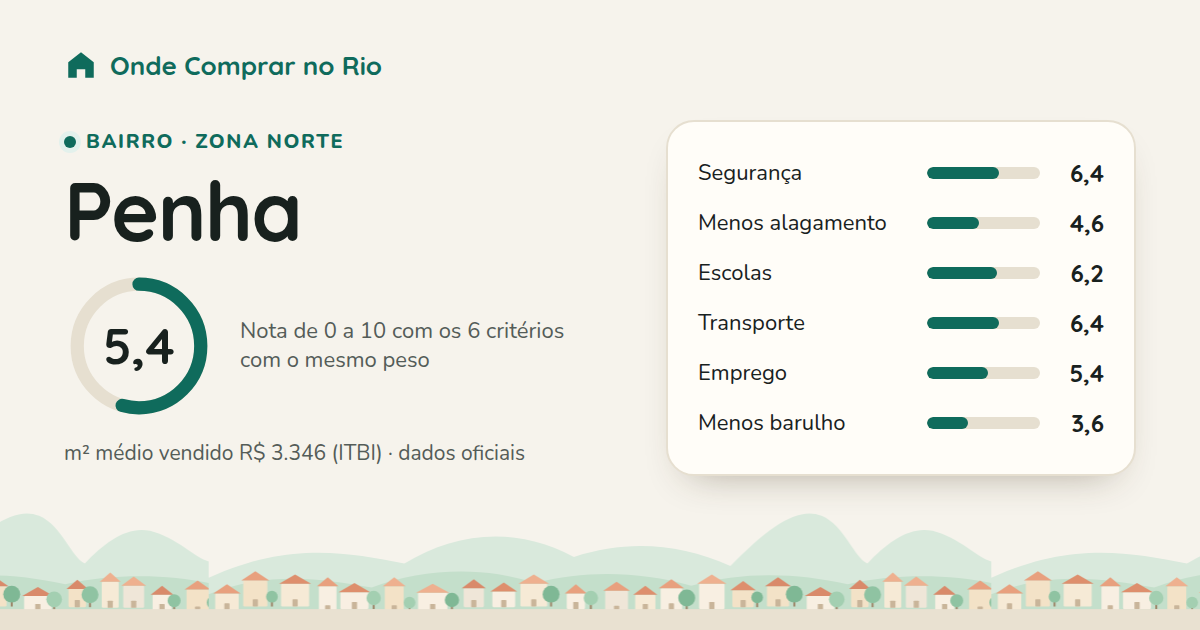 Onde Comprar no Rio
BAIRRO · ZONA NORTE
Penha
5,4
Nota de 0 a 10 com os 6 critérios
com o mesmo peso
m² médio vendido R$ 3.346 (ITBI) · dados oficiais
Segurança 6,4
Menos alagamento 4,6
Escolas 6,2
Transporte 6,4
Emprego 5,4
Menos barulho 3,6